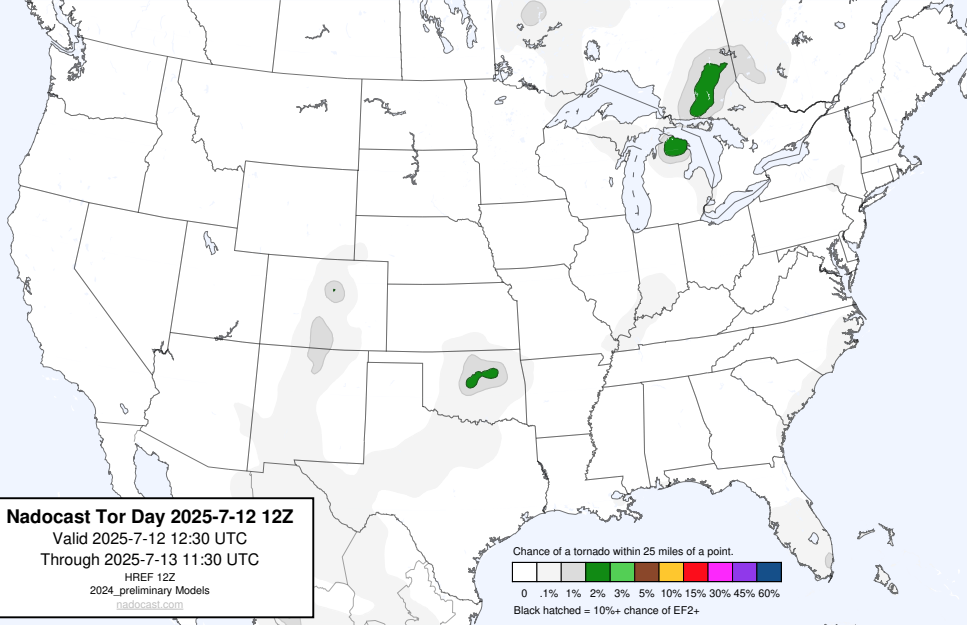 Nadocast Tor Day 2025-7-12 12Z
Valid 2025-7-12 12:30 UTC
Through 2025-7-13 11:30 UTC
HREF 12Z
2024_preliminary Models
nadocast.com
Chance of a tornado within 25 miles of a point.
0 .1% 1% 2% 3% 5% 10% 15% 30% 45% 60%
Black hatched = 10%+ chance of EF2+